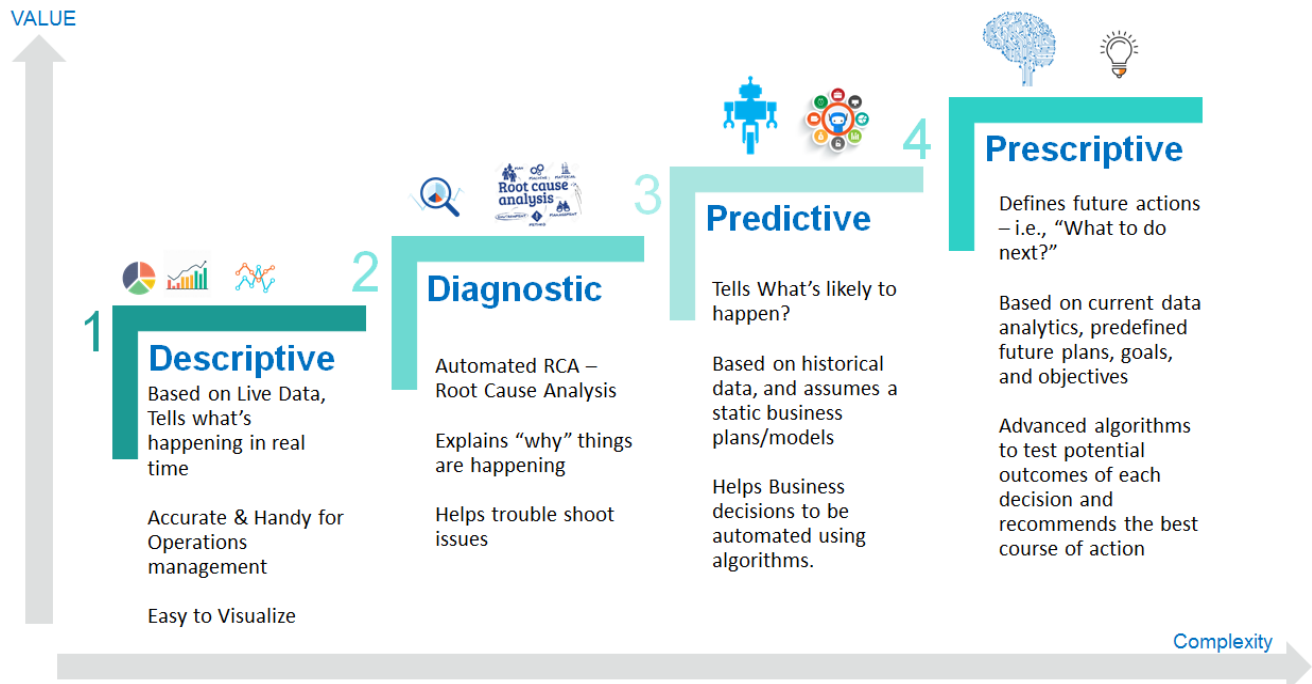 VALUE
1
Descriptive
Based on Live Data,
Tells what's
happening in real
time
Accurate & Handy for
Operations
management
Easy to Visualize
2
Root cause
analysis
Diagnostic
Automated RCA –
Root Cause Analysis
Explains “why” things
are happening
Helps trouble shoot
issues
3
Predictive
Tells What's likely to
happen?
Based on historical
data, and assumes a
static business
plans/models
Helps Business
decisions to be
automated using
algorithms.
4
Prescriptive
Defines future actions
– i.e., “What to do
next?”
Based on current data
analytics, predefined
future plans, goals,
and objectives
Advanced algorithms
to test potential
outcomes of each
decision and
recommends the best
course of action
Complexity